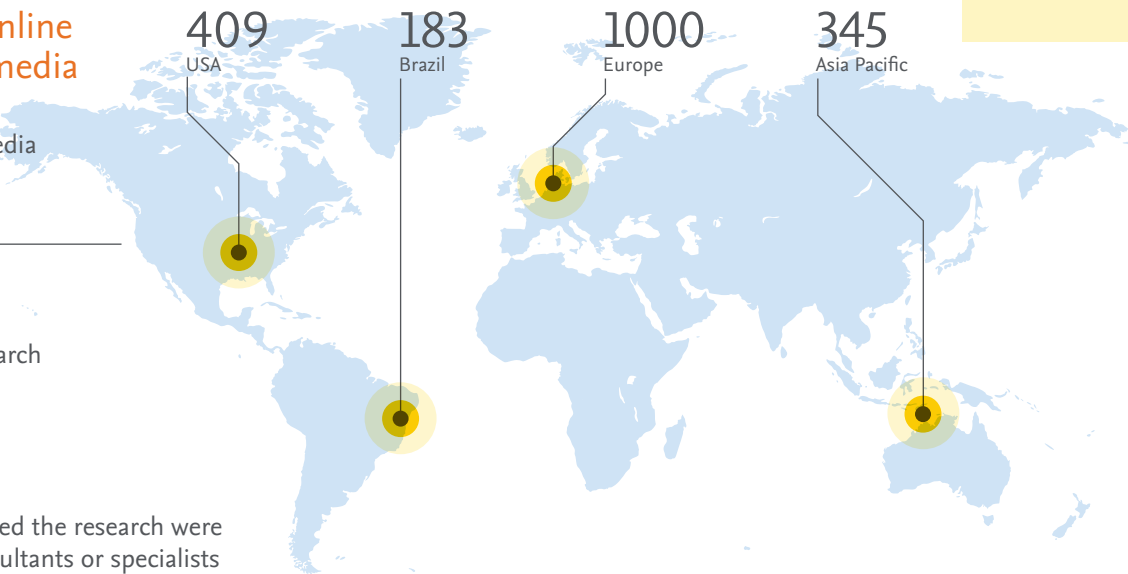 nline
media
edia
arch
ed the research were
ultants or specialists
409
USA
183
Brazil
1000
Europe
345
Asia Pacific